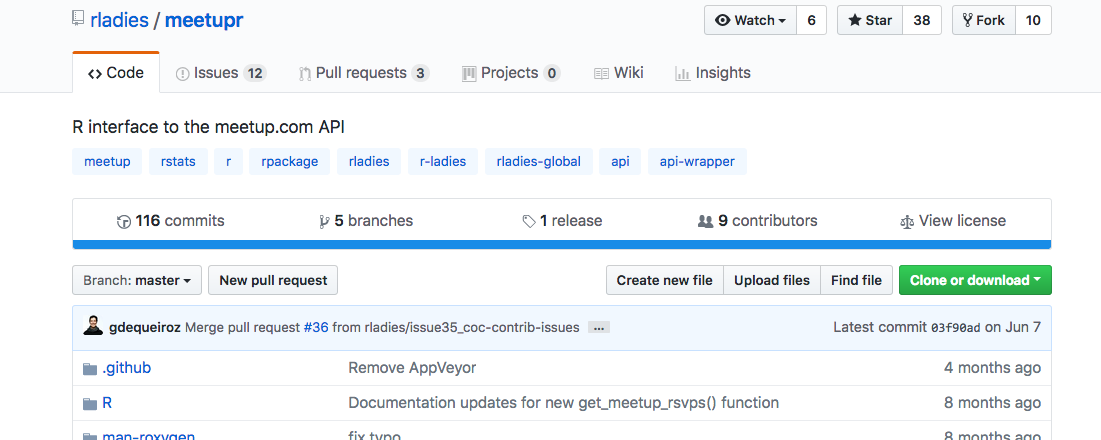 rladies / meetupr Watch 6 Star 38 Fork 10
Code Issues 12 Pull requests 3 Projects 0 Wiki Insights
R interface to the meetup.com API
meetup rstats r rpackage rladies r-ladies rladies-global api api-wrapper
116 commits 5 branches 1 release 9 contributors View license
Branch: master New pull request Create new file Upload files Find file Clone or download
gdequeiroz Merge pull request #36 from rladies/issue35_coc-contrib-issues ... Latest commit 03f90ad on Jun 7
.github Remove AppVeyor 4 months ago
R Documentation updates for new get_meetup_rsvps() function 8 months ago
man-roxygen fix typo 8 months ago